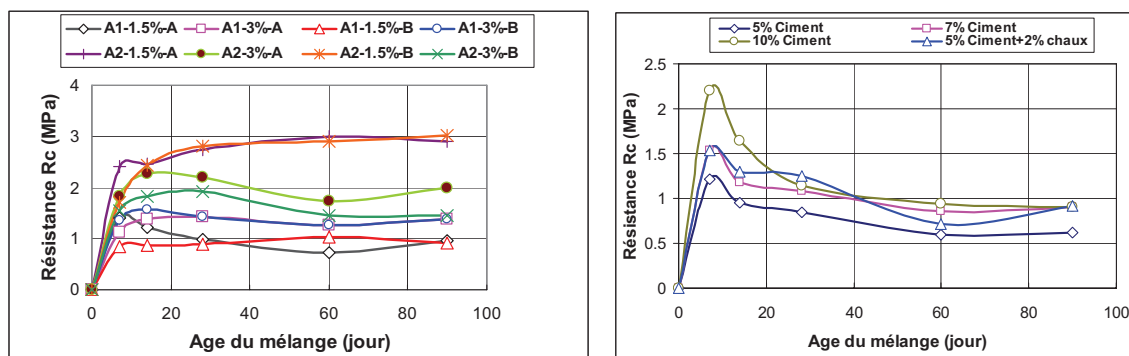 A1-1.5%-A A1-3%-A A1-1.5%-B A1-3%-B
A2-1.5%-A A2-3%-A A2-1.5%-B A2-3%-B
Résistance Rc (MPa)
4
3
2
1
0
0 20 40 60 80 100
Age du mélange (jour)
5% Ciment 7% Ciment
10% Ciment 5% Ciment+2% chaux
Résistance Rc (MPa)
2.5
2
1.5
1
0.5
0
0 20 40 60 80 100
Age du mélange (jour)